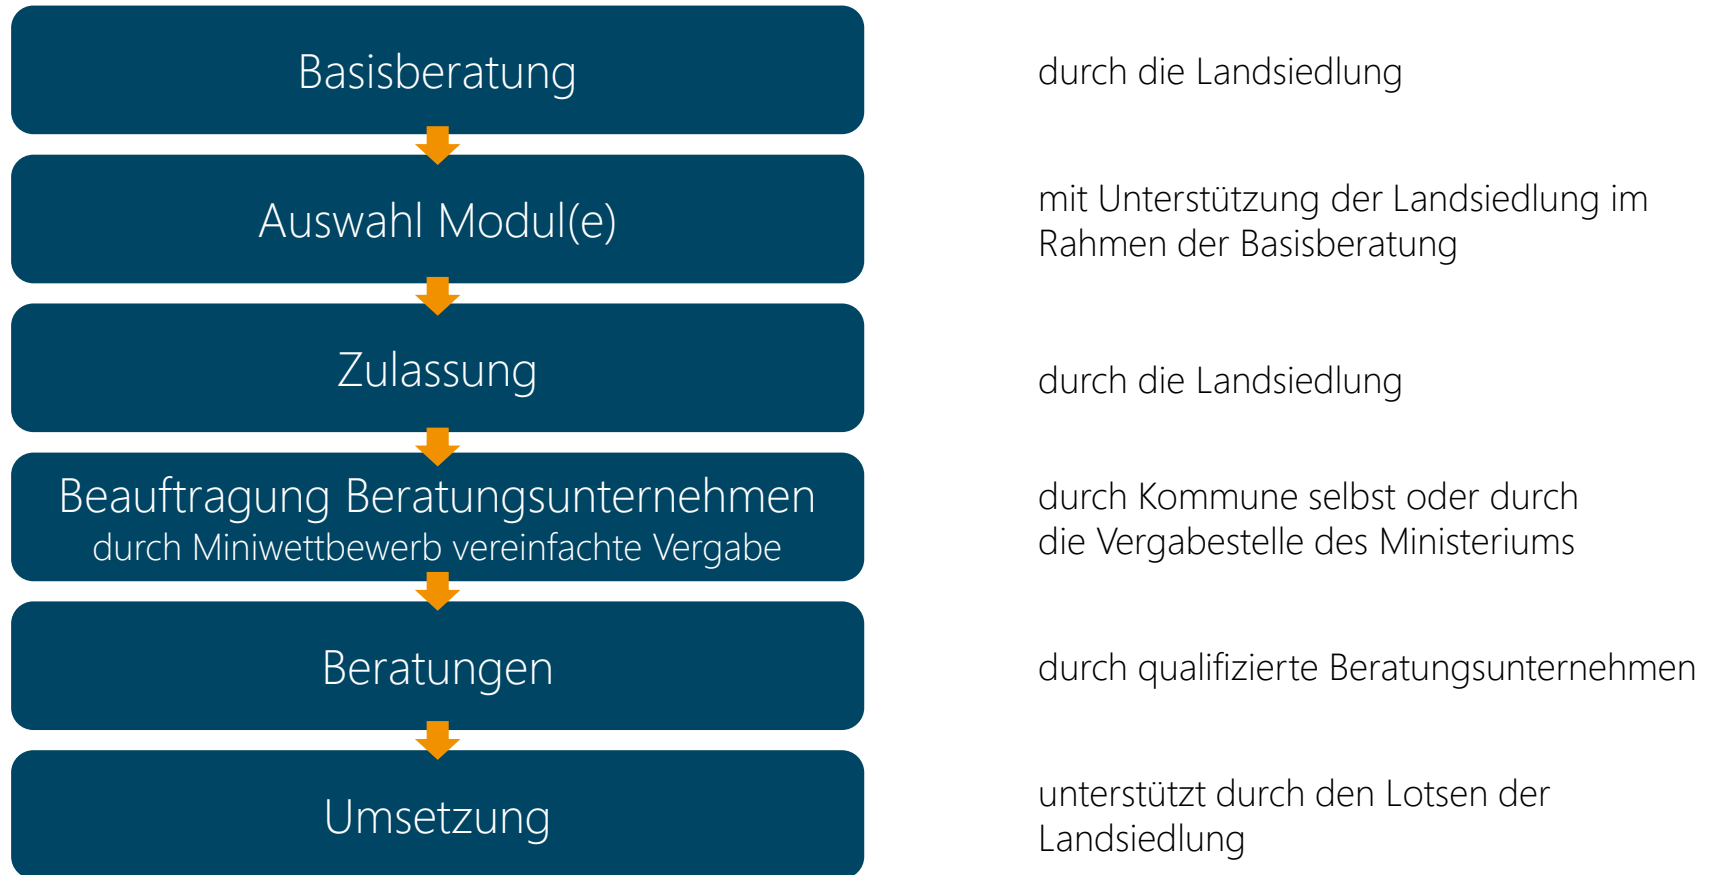 Basisberatung
durch die Landsiedlung
Auswahl Modul(e)
mit Unterstützung der Landsiedlung im
Rahmen der Basisberatung
Zulassung
durch die Landsiedlung
Beauftragung Beratungsunternehmen
durch Miniwettbewerb vereinfachte Vergabe
durch Kommune selbst oder durch
die Vergabestelle des Ministeriums
Beratungen
durch qualifizierte Beratungsunternehmen
Umsetzung
unterstützt durch den Lotsen der
Landsiedlung